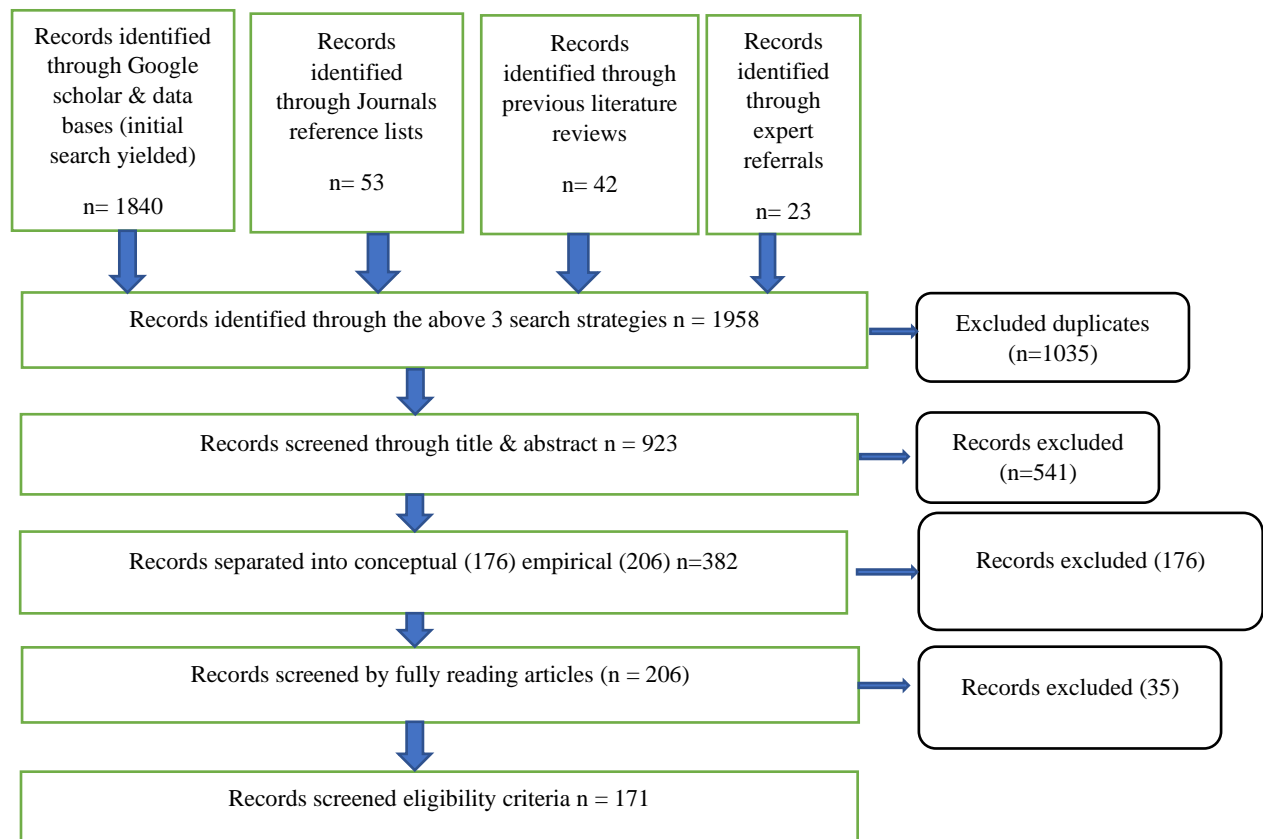 Records identified
through Google
scholar & data
bases (initial
search yielded)
n= 1840
Records
identified
through Journals
reference lists
n= 53
Records
identified through
previous literature
reviews
n= 42
Records
identified
through
expert
referrals
n= 23
Records identified through the above 3 search strategies n = 1958
Excluded duplicates
(n=1035)
Records screened through title & abstract n = 923
Records excluded
(n=541)
Records separated into conceptual (176) empirical (206) n=382
Records excluded (176)
Records screened by fully reading articles (n = 206)
Records excluded (35)
Records screened eligibility criteria n = 171